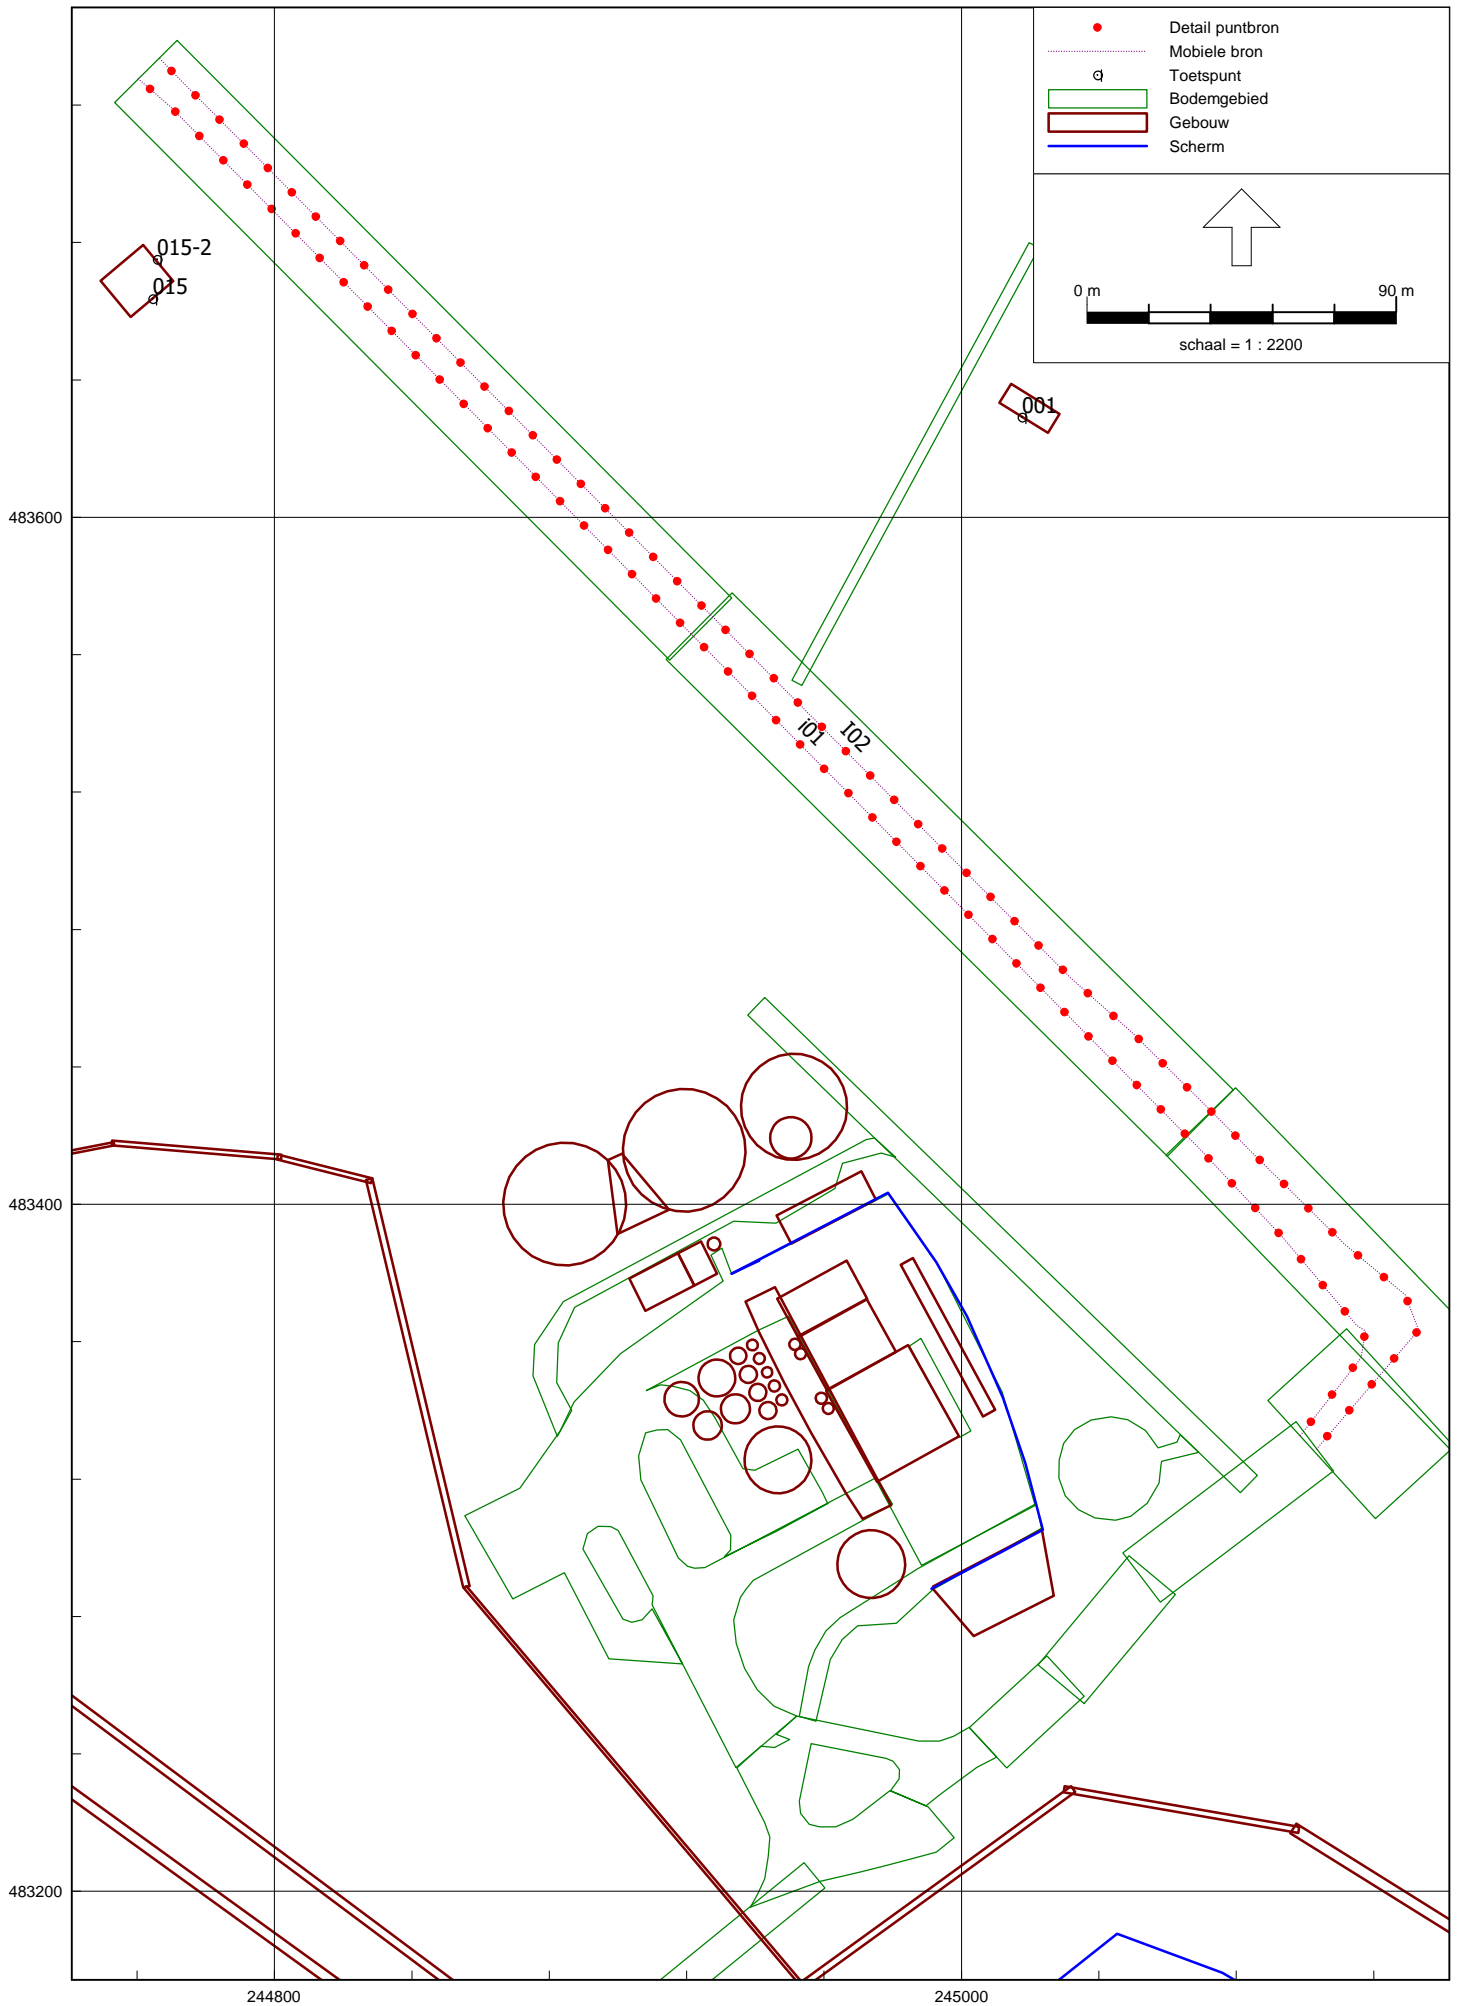 Detail puntbron
Mobiele bron
Toetspunt
Bodemgebied
Gebouw
Scherm
0 m 90 m
schaal = 1 : 2200
015-2
015
001
483600
i01 I02
483400
483200
244800 245000